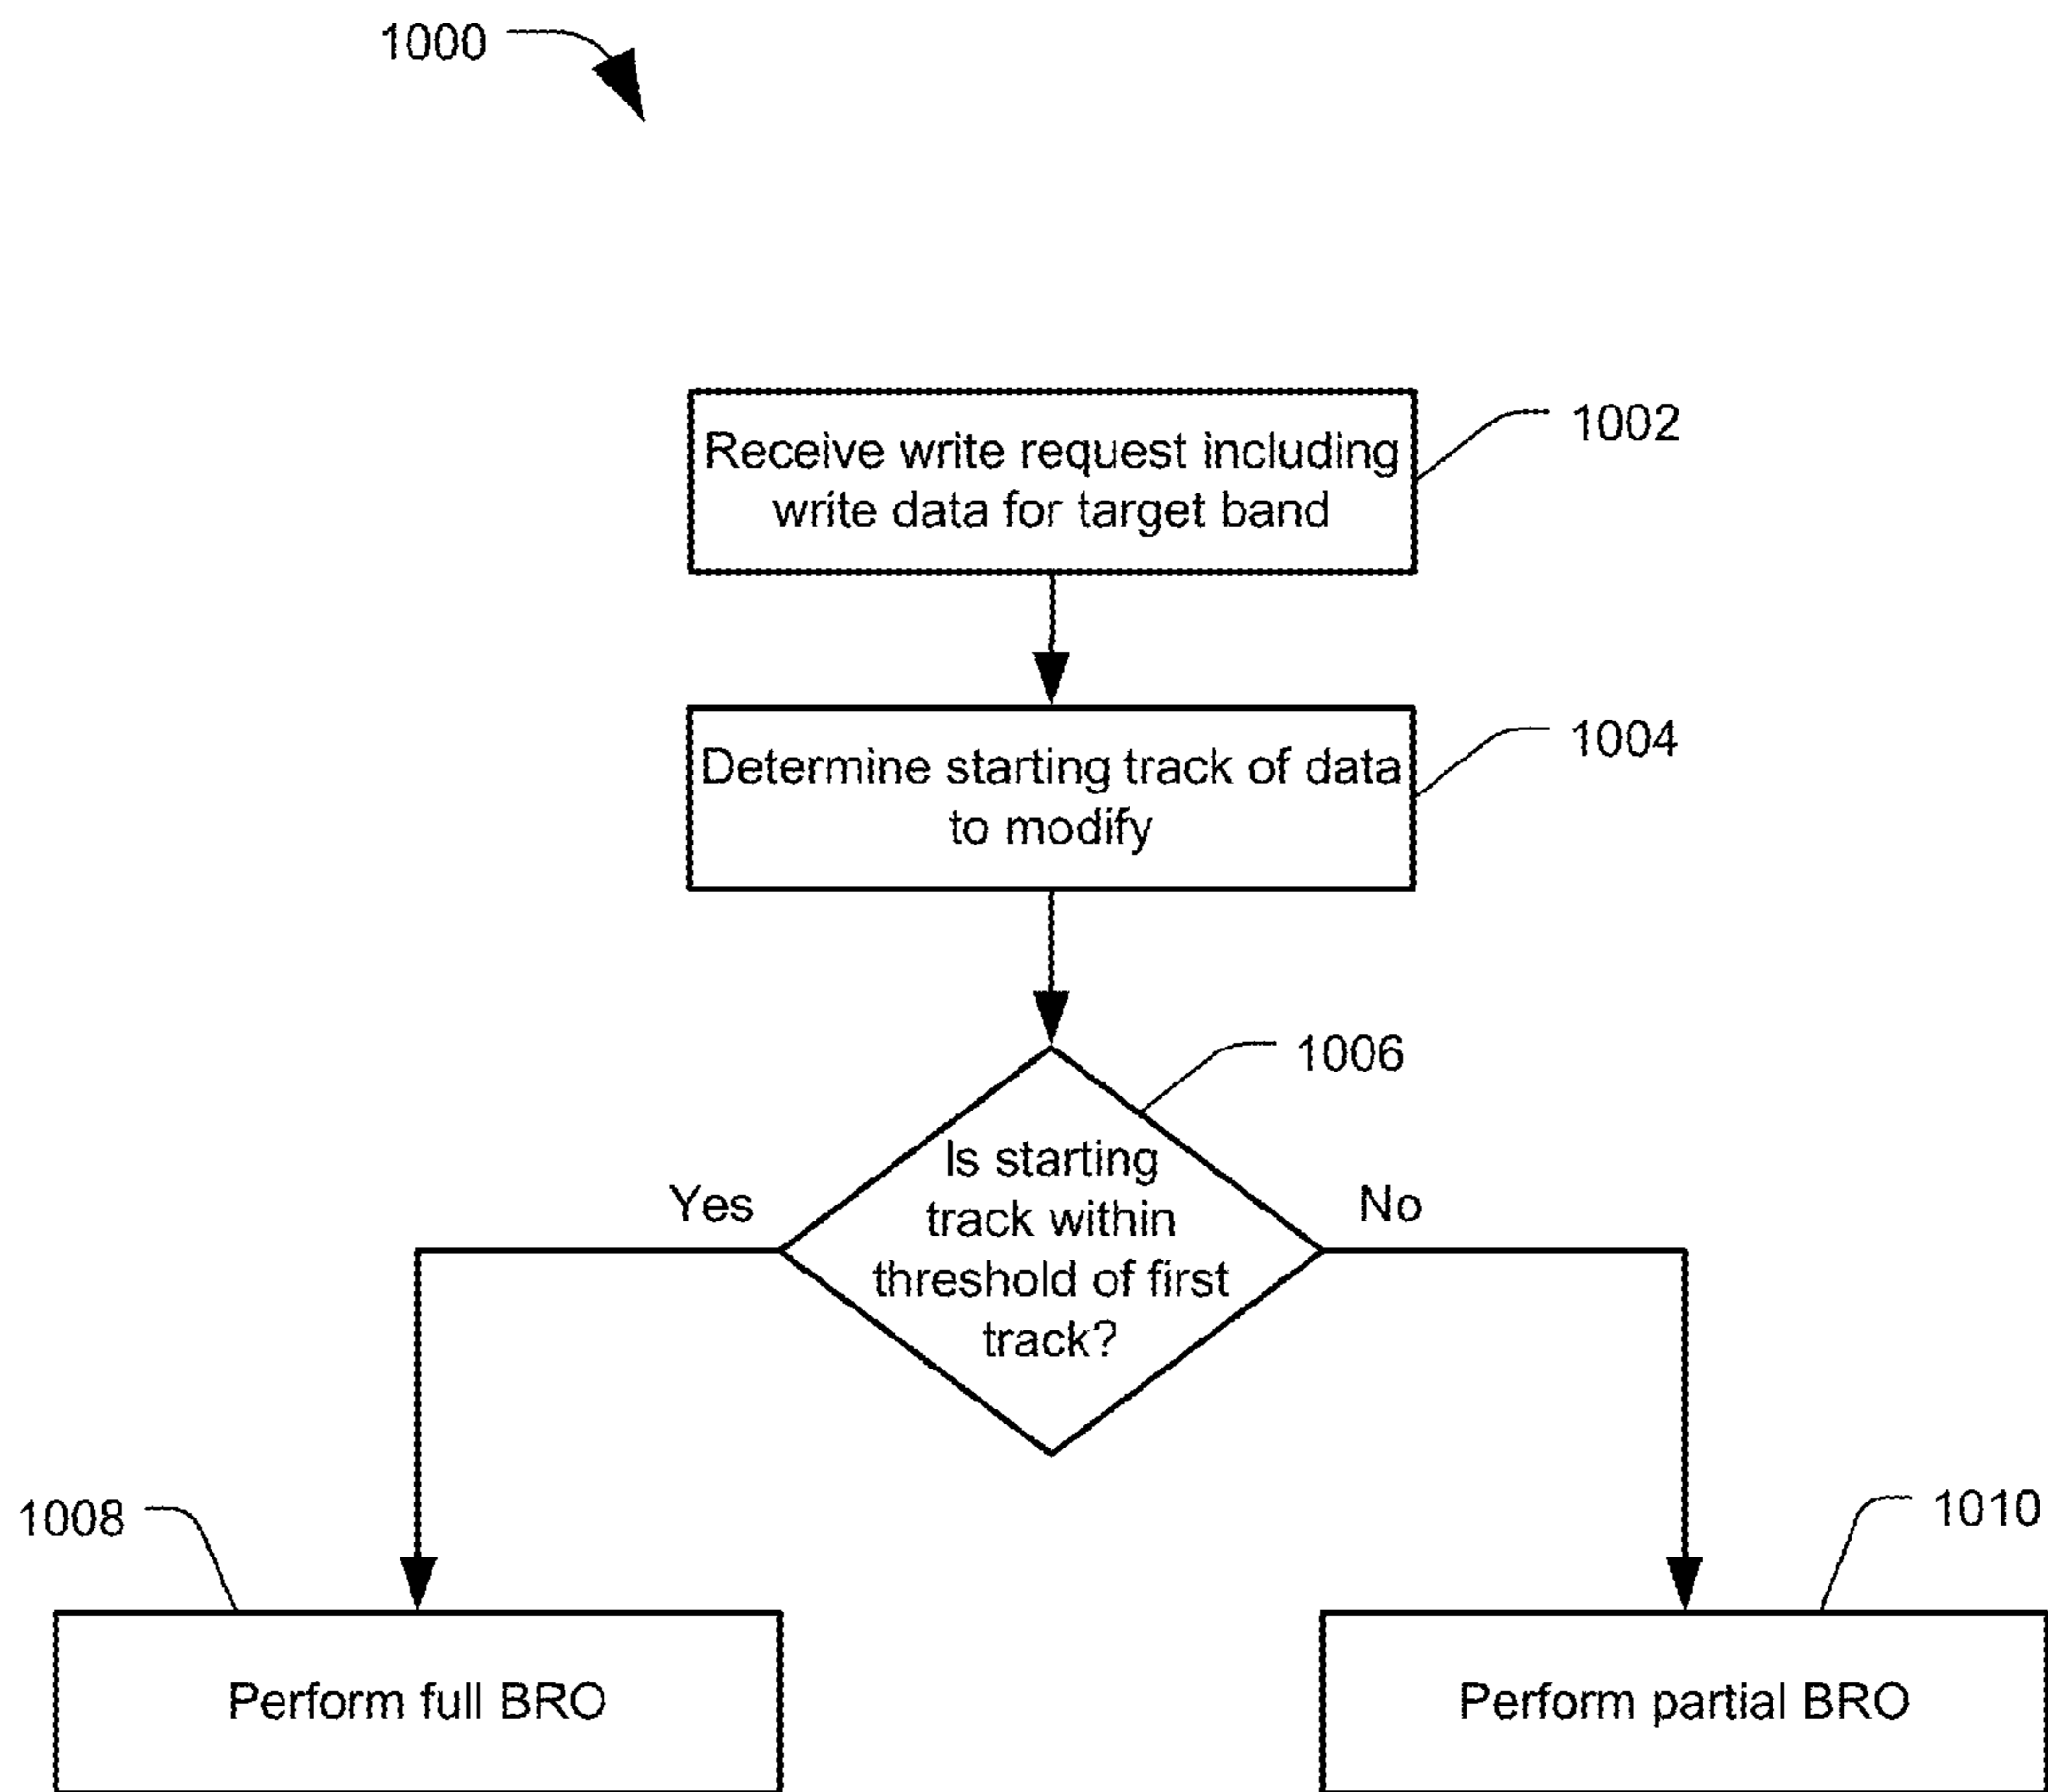 1000
Receive write request including
write data for target band
1002
Determine starting track of data
to modify
1004
1006
Is starting
track within
threshold of first
track?
Yes
No
1008
1010
Perform full BRO
Perform partial BRO